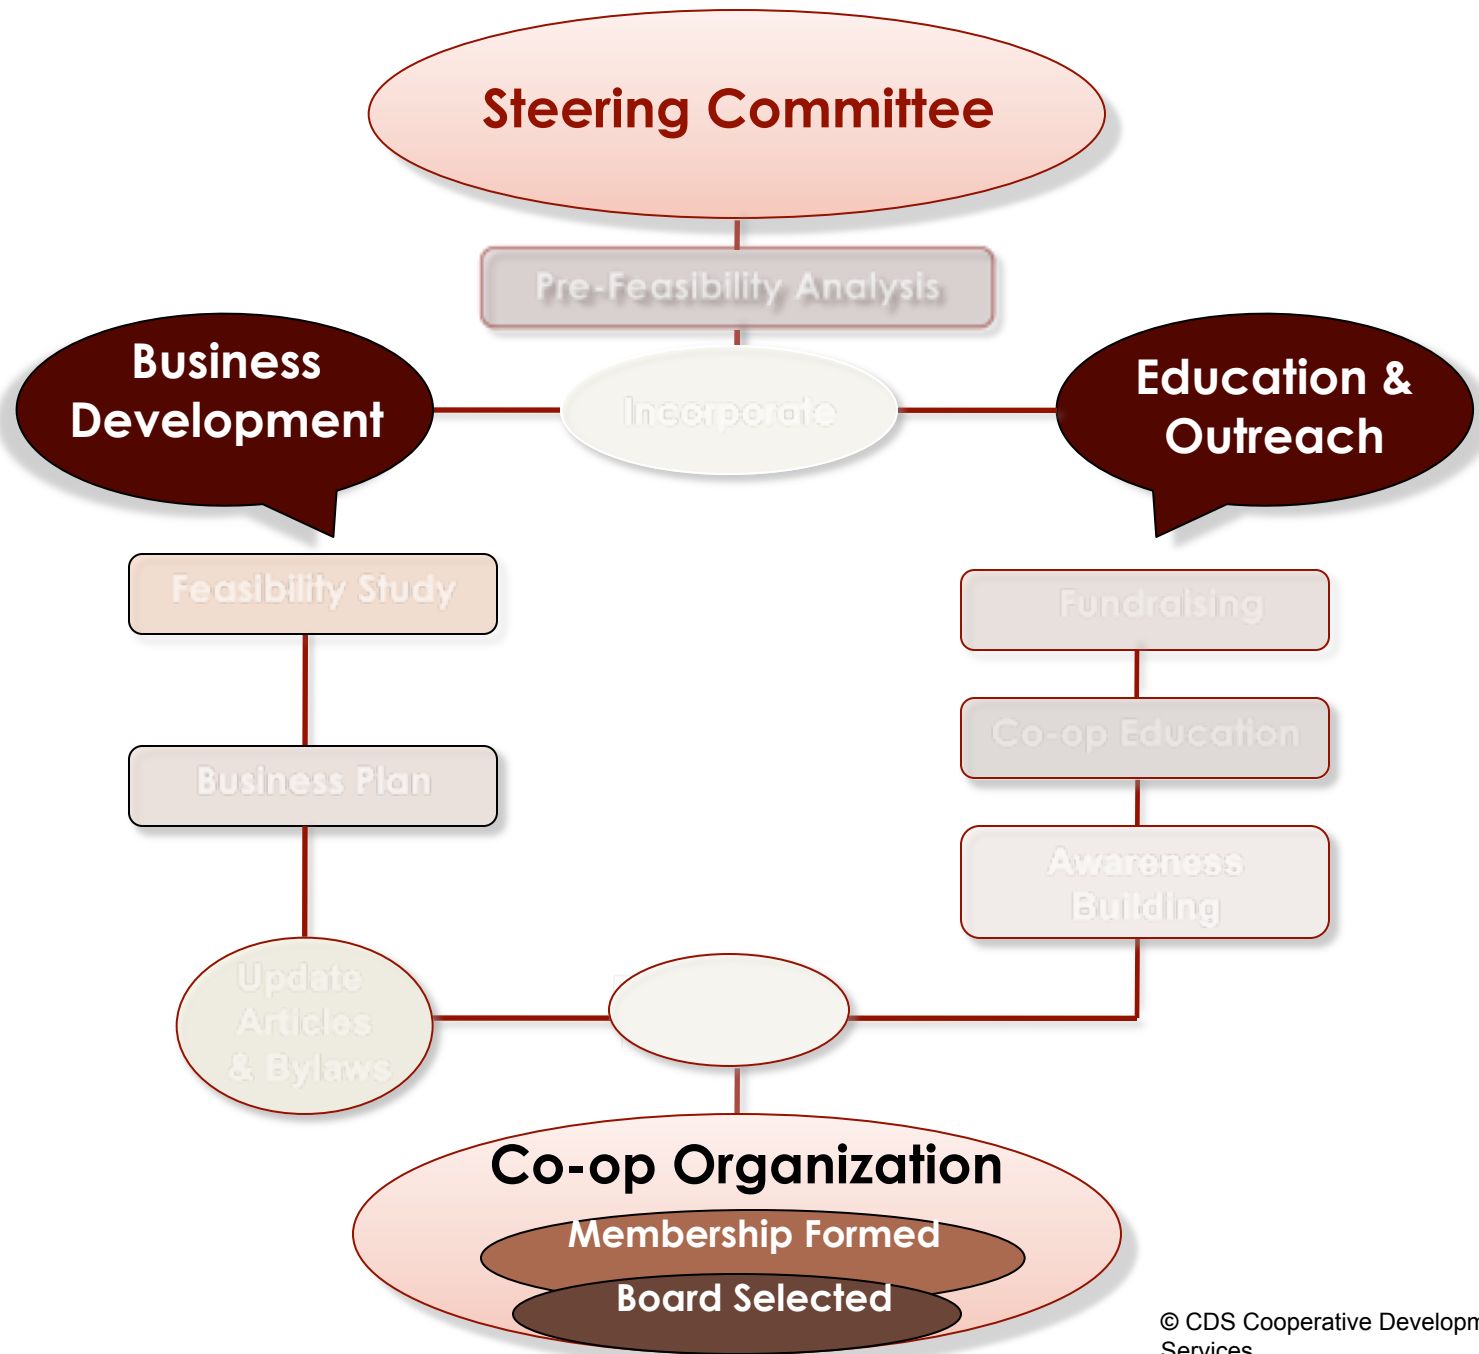 Steering Committee
Pre-Feasibility Analysis
Business
Development
Incorporate
Education &
Outreach
Feasibility Study
Business Plan
Update
Articles
& Bylaws
Fundraising
Co-op Education
Awareness
Building
Co-op Organization
Membership Formed
Board Selected
© CDS Cooperative Developm
Services